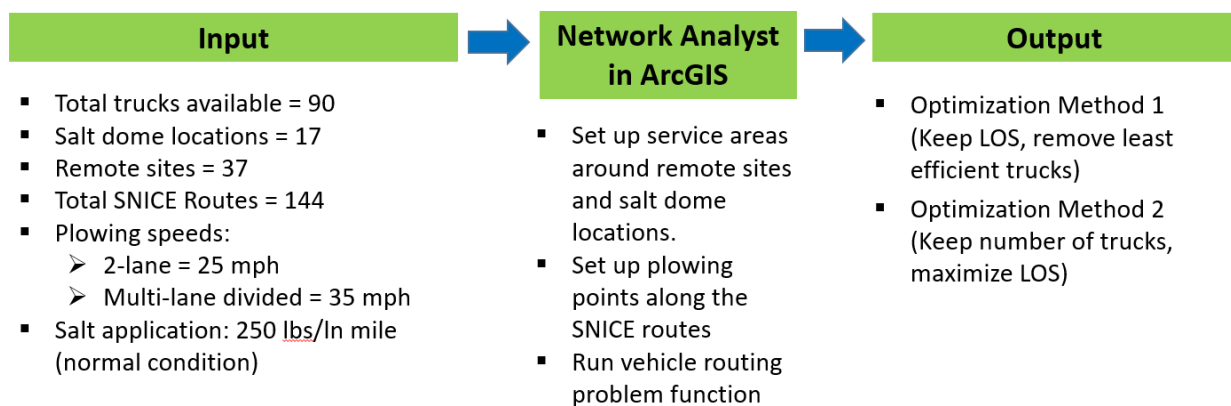 Input
▪ Total trucks available = 90
▪ Salt dome locations = 17
▪ Remote sites = 37
▪ Total SNICE Routes = 144
▪ Plowing speeds:
➢ 2-lane = 25 mph
➢ Multi-lane divided = 35 mph
▪ Salt application: 250 lbs/ln mile
(normal condition)
Network Analyst
in ArcGIS
▪ Set up service areas
around remote sites
and salt dome
locations.
▪ Set up plowing
points along the
SNICE routes
▪ Run vehicle routing
problem function
Output
▪ Optimization Method 1
(Keep LOS, remove least
efficient trucks)
▪ Optimization Method 2
(Keep number of trucks,
maximize LOS)